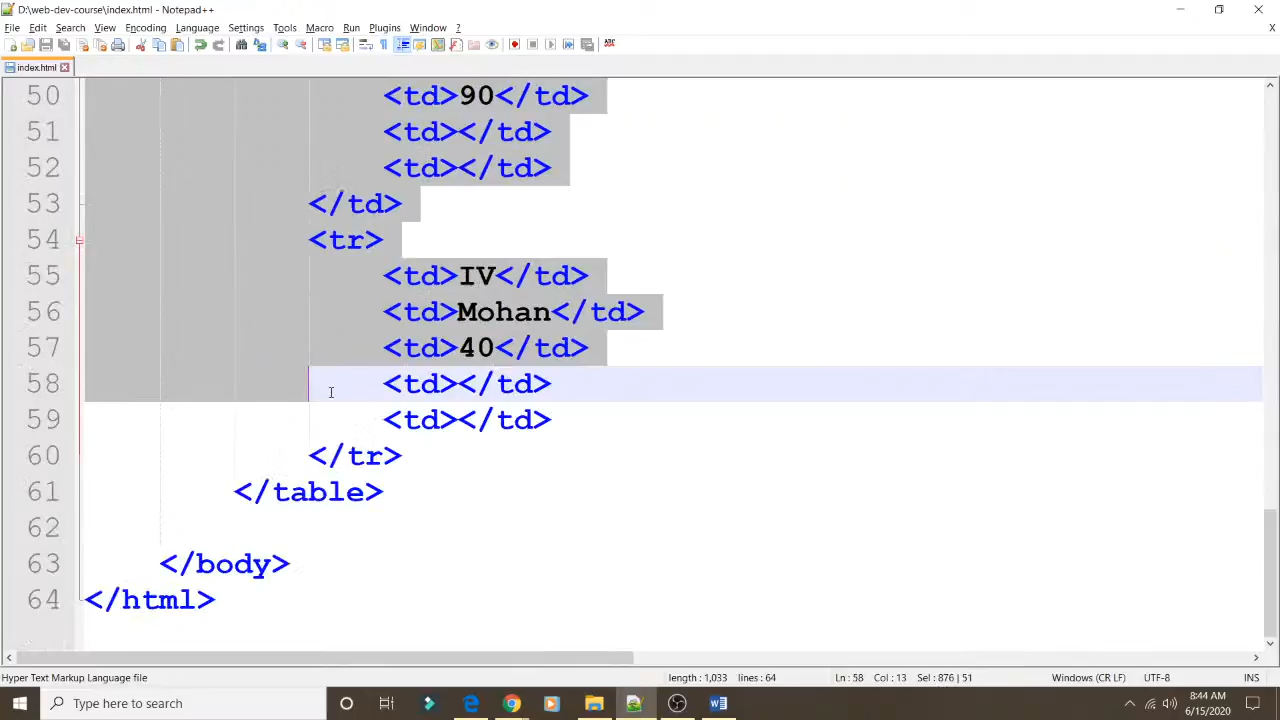 D:\web-dev-course\index.html - Notepad++
File Edit Search View Encoding Language Settings Tools Macro Run Plugins Window ? X
ABC
index.html
50 <td>90</td>
51 <td></td>
52 <td></td>
53 </td>
54 <tr>
55 <td>IV</td>
56 <td>Mohan</td>
57 <td>40</td>
58 <td></td>
59 <td></td>
60 </tr>
61 </table>
62
63 </body>
64 </html>
Hyper Text Markup Language file length : 1,033 lines : 64 Ln : 58 Col : 13 Sel : 876 | 51 Windows (CR LF) UTF-8 INS
Type here to search
8:44 AM
6/15/2020